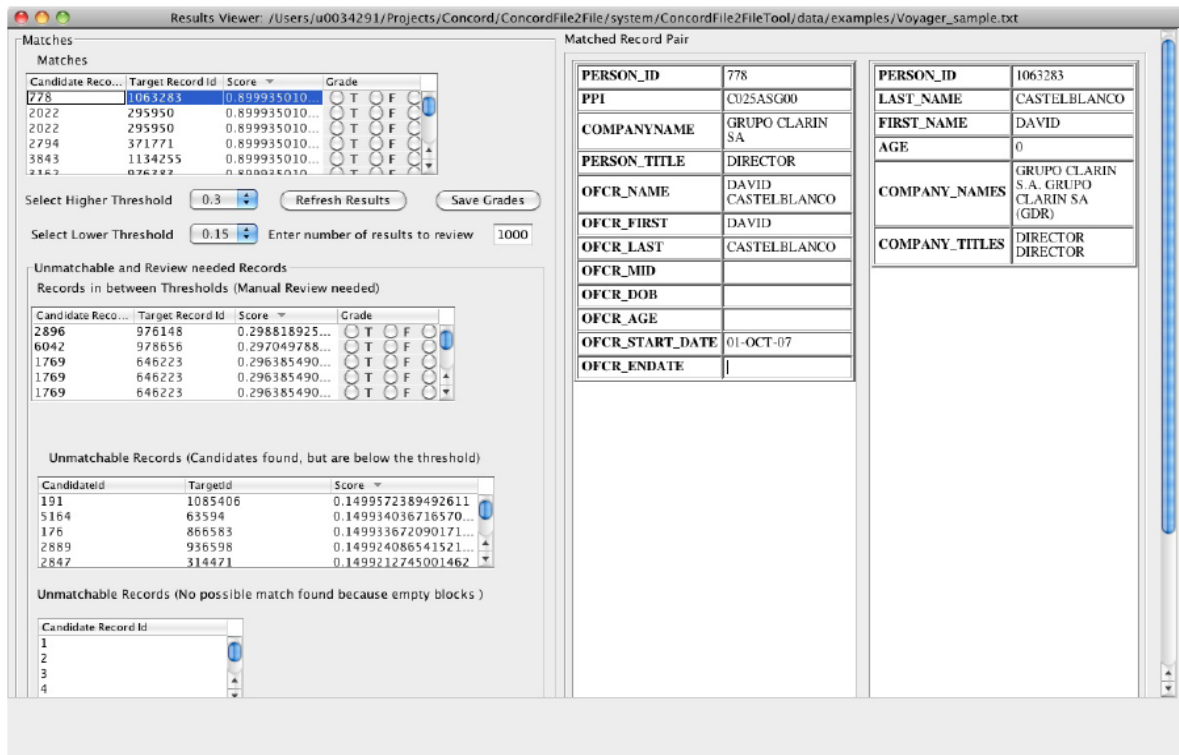 Results Viewer: /Users/u0034291/Projects/Concord/ConcordFile2File/system/ConcordFile2FileTool/data/examples/Voyager_sample.txt
Matches
Matches
Candidate Reco... Target Record Id Score Grade
778 1063283 0.899935010... T F
2022 295950 0.899935010... T F
2022 295950 0.899935010... T F
2794 371771 0.899935010... T F
3843 1134255 0.899935010... T F
Select Higher Threshold 0.3 Refresh Results Save Grades
Select Lower Threshold 0.15 Enter number of results to review 1000
Unmatchable and Review needed Records
Records in between Thresholds (Manual Review needed)
Candidate Reco... Target Record Id Score Grade
2896 976148 0.298818925... T F
6042 978656 0.297049788... T F
1769 646223 0.296385490... T F
1769 646223 0.296385490... T F
1769 646223 0.296385490... T F
Unmatchable Records (Candidates found, but are below the threshold)
CandidateId TargetId Score
191 1085406 0.1499572389492611
5164 63594 0.149934036716570...
176 866583 0.149933672090171...
2889 936598 0.149924086541521...
2847 314471 0.1499212745001462
Unmatchable Records (No possible match found because empty blocks )
Candidate Record Id
1
2
3
4
Matched Record Pair
PERSON_ID 778
PPI C025ASG00
COMPANYNAME GRUPO CLARIN
SA
PERSON_TITLE DIRECTOR
OFCR_NAME DAVID
CASTELBLANCO
OFCR_FIRST DAVID
OFCR_LAST CASTELBLANCO
OFCR_MID
OFCR_DOB
OFCR_AGE
OFCR_START_DATE 01-OCT-07
OFCR_ENDATE
PERSON_ID 1063283
LAST_NAME CASTELBLANCO
FIRST_NAME DAVID
AGE 0
COMPANY_NAMES GRUPO CLARIN
S.A. GRUPO
CLARIN SA
(GDR)
COMPANY_TITLES DIRECTOR
DIRECTOR